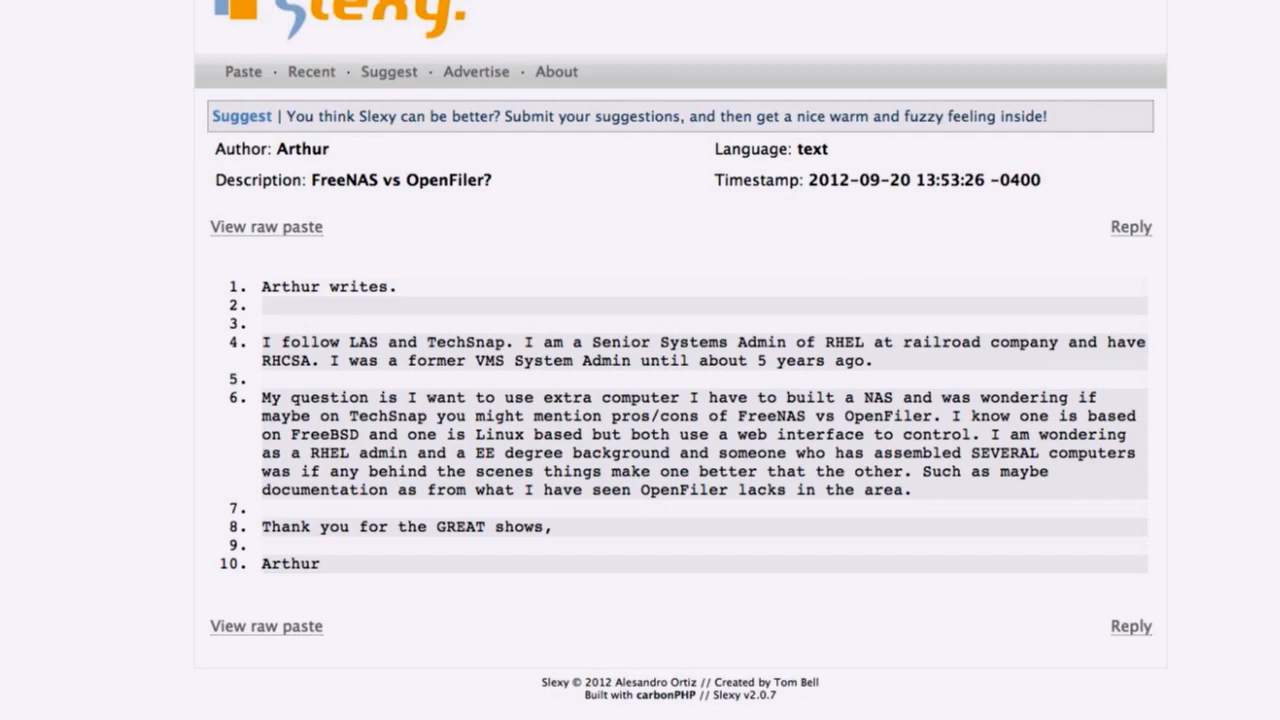 Slexy.
Paste · Recent · Suggest · Advertise · About
Suggest | You think Slexy can be better? Submit your suggestions, and then get a nice warm and fuzzy feeling inside!
Author: Arthur Language: text
Description: FreeNAS vs OpenFiler? Timestamp: 2012-09-20 13:53:26 -0400
View raw paste Reply
1. Arthur writes.
2.
3.
4. I follow LAS and TechSnap. I am a Senior Systems Admin of RHEL at railroad company and have
RHCSA. I was a former VMS System Admin until about 5 years ago.
5.
6. My question is I want to use extra computer I have to built a NAS and was wondering if
maybe on TechSnap you might mention pros/cons of FreeNAS vs OpenFiler. I know one is based
on FreeBSD and one is Linux based but both use a web interface to control. I am wondering
as a RHEL admin and a EE degree background and someone who has assembled SEVERAL computers
was if any behind the scenes things make one better that the other. Such as maybe
documentation as from what I have seen OpenFiler lacks in the area.
7.
8. Thank you for the GREAT shows,
9.
10. Arthur
View raw paste Reply
Slexy © 2012 Alesandro Ortiz // Created by Tom Bell
Built with carbonPHP // Slexy v2.0.7